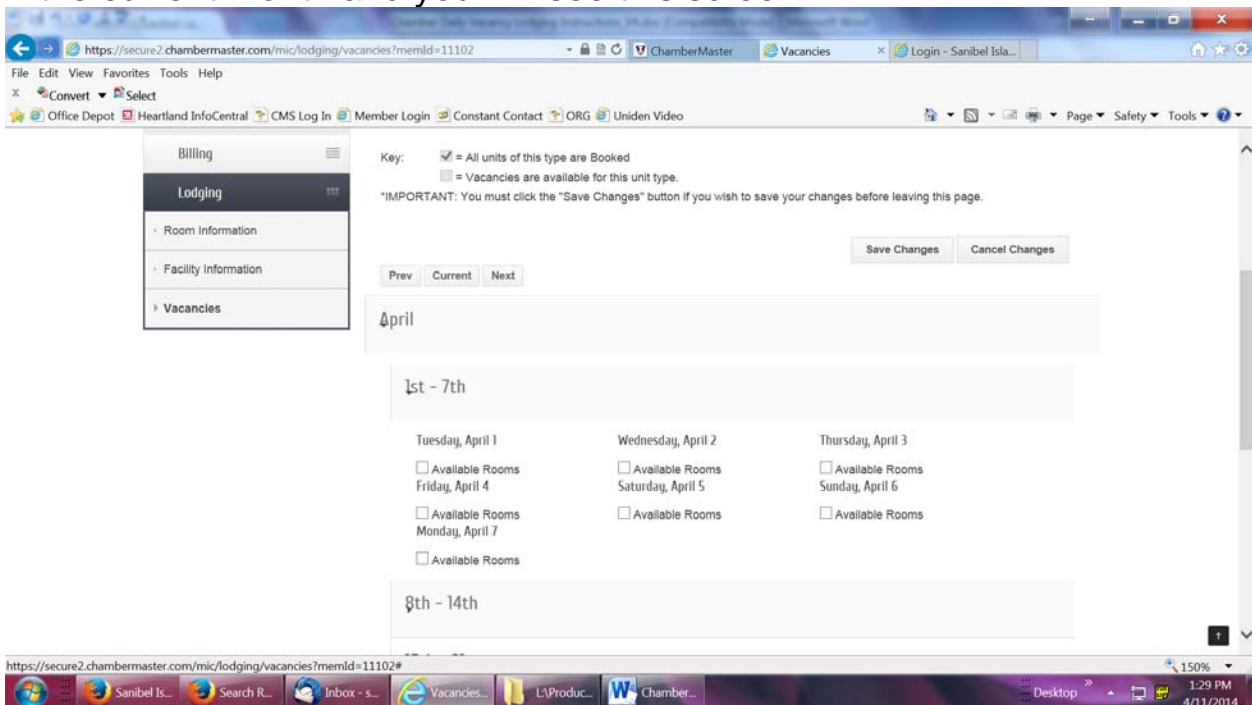 Chamber Daily Vacancy Lodging Instructions
https://secure2.chambermaster.com/mic/lodging/vacancies?memId=11102 ChamberMaster Vacancies × Login - Sanibel Isla...
File Edit View Favorites Tools Help
x Convert Select
Office Depot Heartland InfoCentral CMS Log In Member Login Constant Contact ORG Uniden Video Page Safety Tools
Billing
Lodging
Room Information
Facility Information
Vacancies
Key: = All units of this type are Booked
= Vacancies are available for this unit type.
*IMPORTANT: You must click the "Save Changes" button if you wish to save your changes before leaving this page.
Save Changes Cancel Changes
Prev Current Next
April
1st - 7th
Tuesday, April 1 Wednesday, April 2 Thursday, April 3
Available Rooms Available Rooms Available Rooms
Friday, April 4 Saturday, April 5 Sunday, April 6
Available Rooms Available Rooms Available Rooms
Monday, April 7
Available Rooms
8th - 14th
https://secure2.chambermaster.com/mic/lodging/vacancies?memId=11102# 150%
Sanibel Is... Search R... Inbox - s... Vacancies... L:\Produc... Chamber... Desktop 1:29 PM
4/11/2014